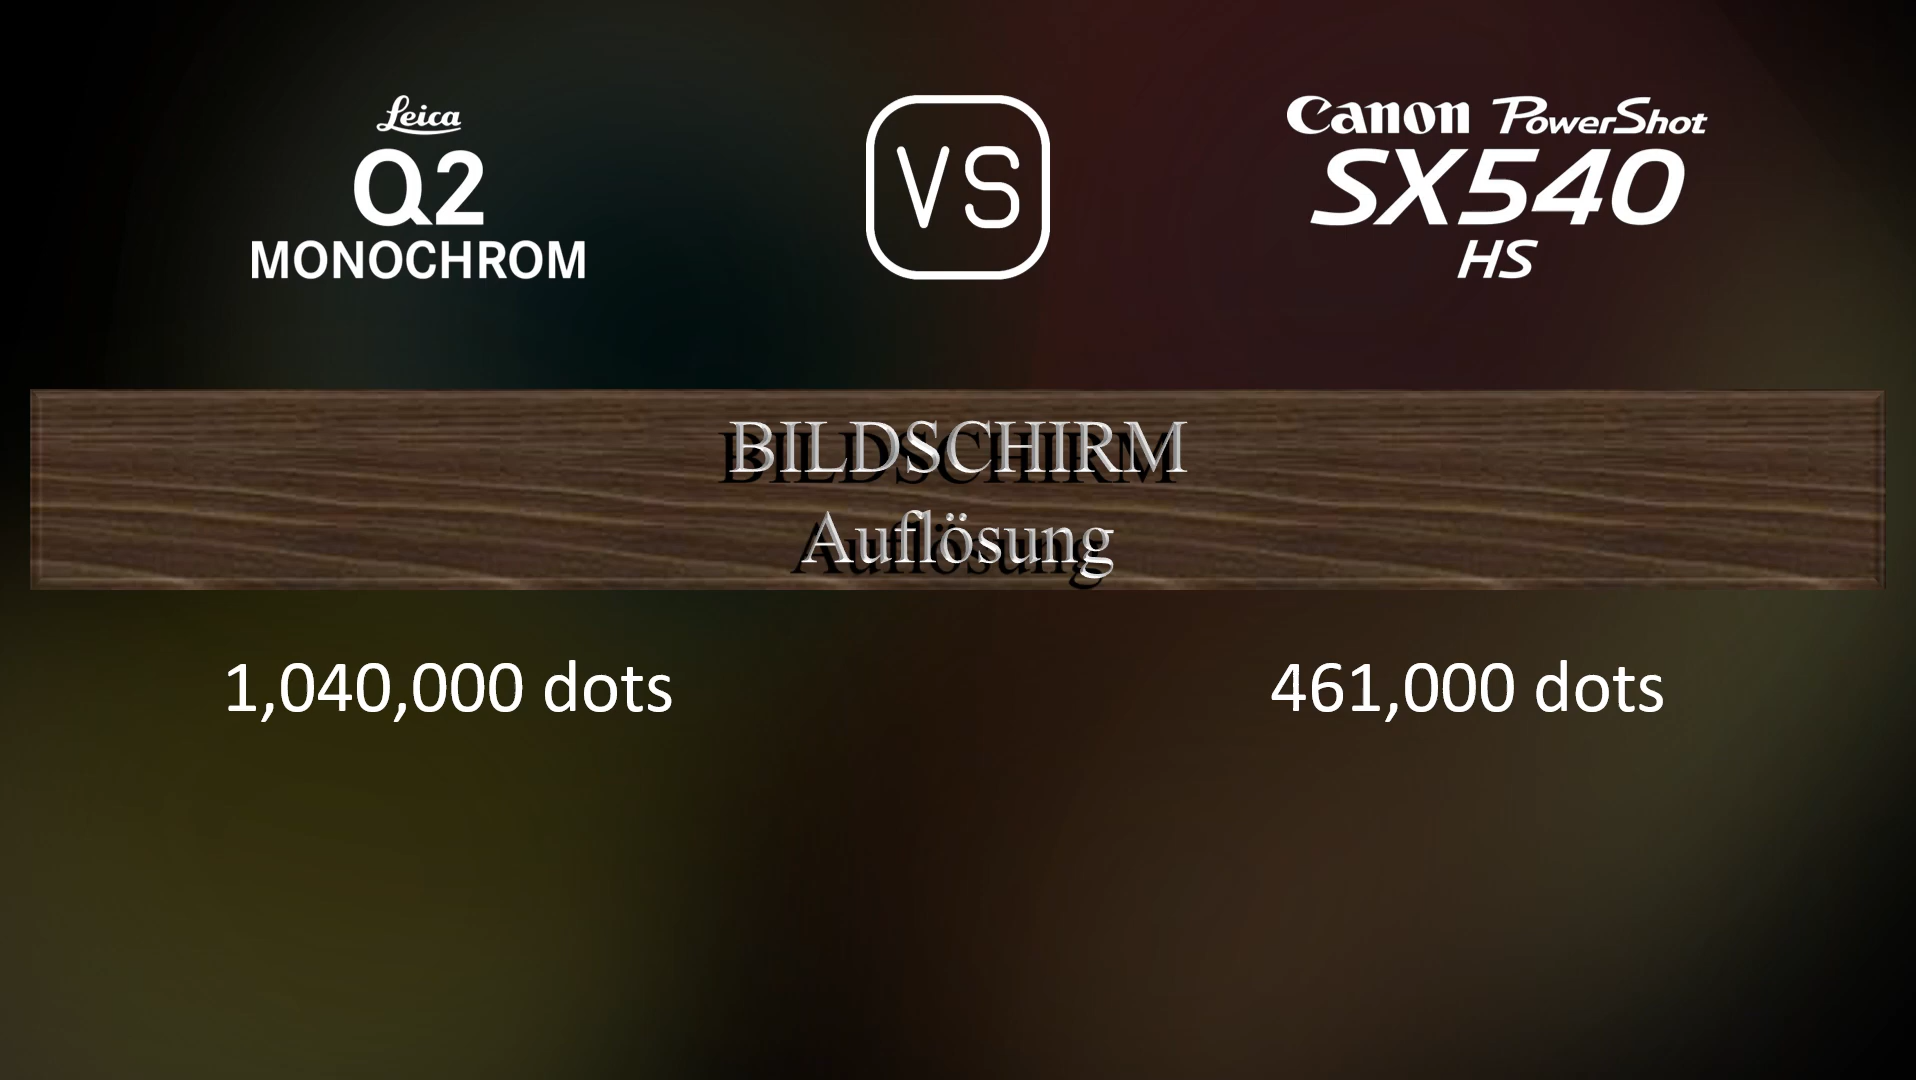 Leica
Q2
MONOCHROM
VS
Canon PowerShot
SX540
HS
BILDSCHIRM
Auflösung
1,040,000 dots
461,000 dots